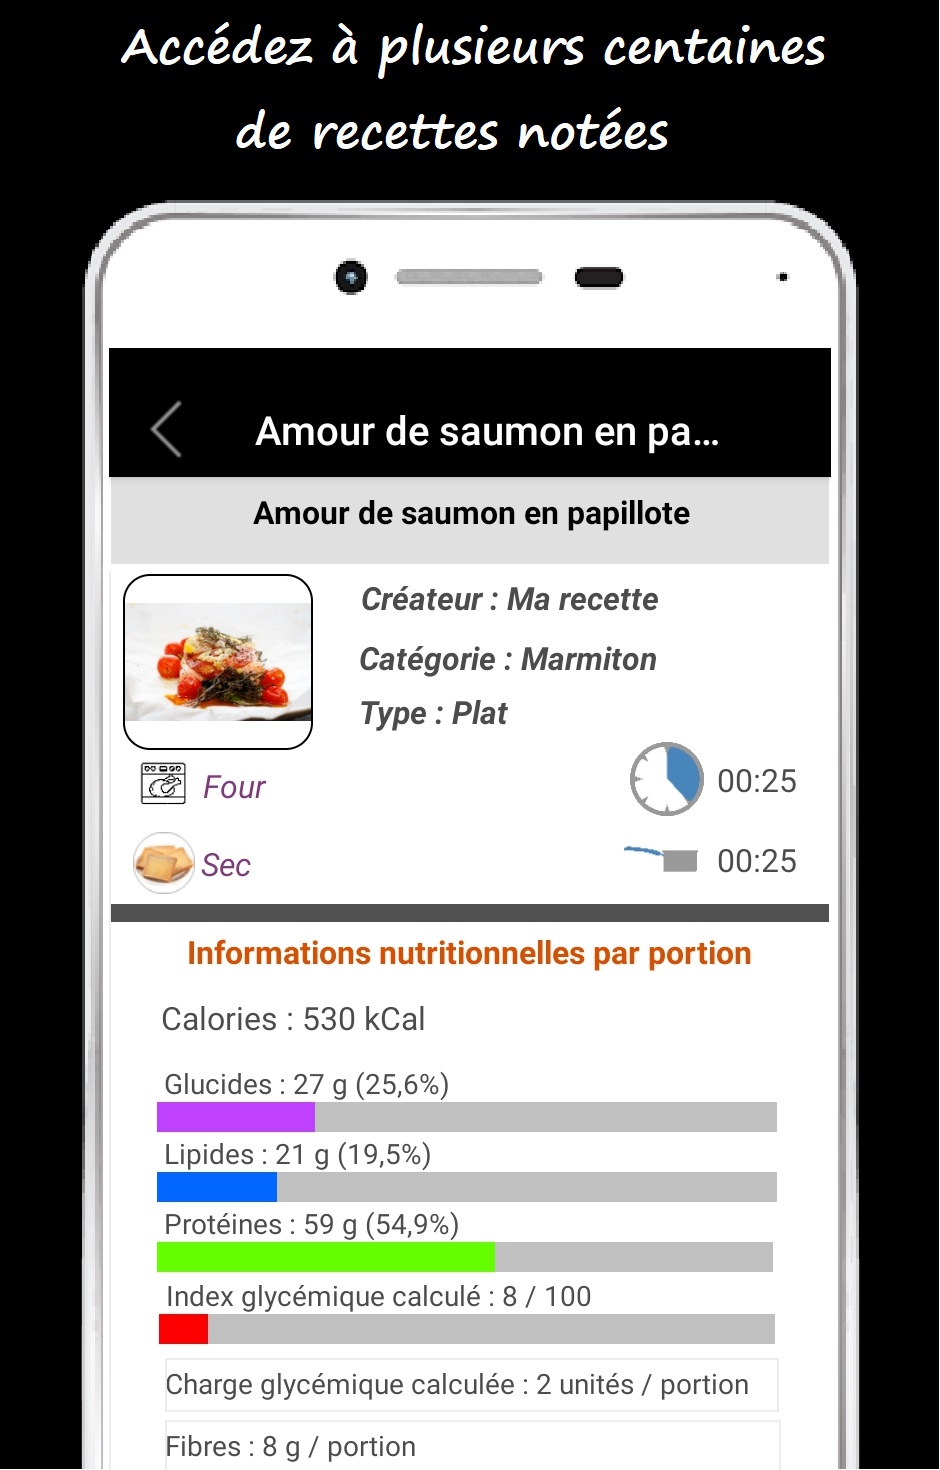 Accédez à plusieurs centaines
de recettes notées
Amour de saumon en pa...
Amour de saumon en papillote
Créateur : Ma recette
Catégorie : Marmiton
Type : Plat
Four
00:25
Sec
00:25
Informations nutritionnelles par portion
Calories : 530 kCal
Glucides : 27 g (25,6%)
Lipides : 21 g (19,5%)
Protéines : 59 g (54,9%)
Index glycémique calculé : 8 / 100
Charge glycémique calculée : 2 unités / portion
Fibres : 8 g / portion